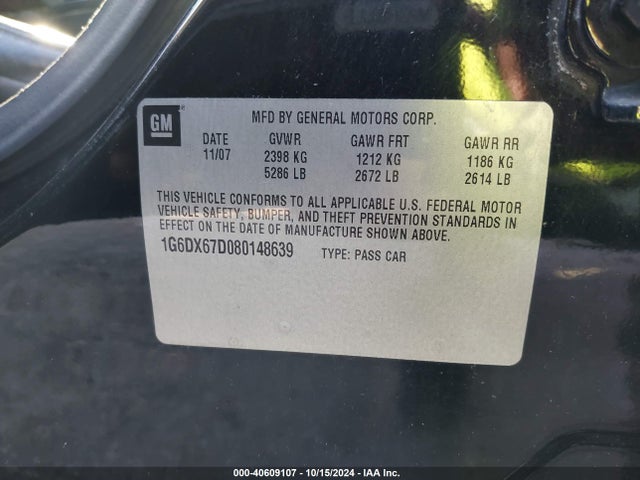 GM
MFD BY GENERAL MOTORS CORP.
DATE GVWR GAWR FRT GAWR RR
11/07 2398 KG 1212 KG 1186 KG
5286 LB 2672 LB 2614 LB
THIS VEHICLE CONFORMS TO ALL APPLICABLE U.S. FEDERAL MOTOR
VEHICLE SAFETY, BUMPER, AND THEFT PREVENTION STANDARDS IN
EFFECT ON THE DATE OF MANUFACTURE SHOWN ABOVE.
1G6DX67D080148639 TYPE: PASS CAR
000-40609107 - 10/15/2024 - IAA Inc.